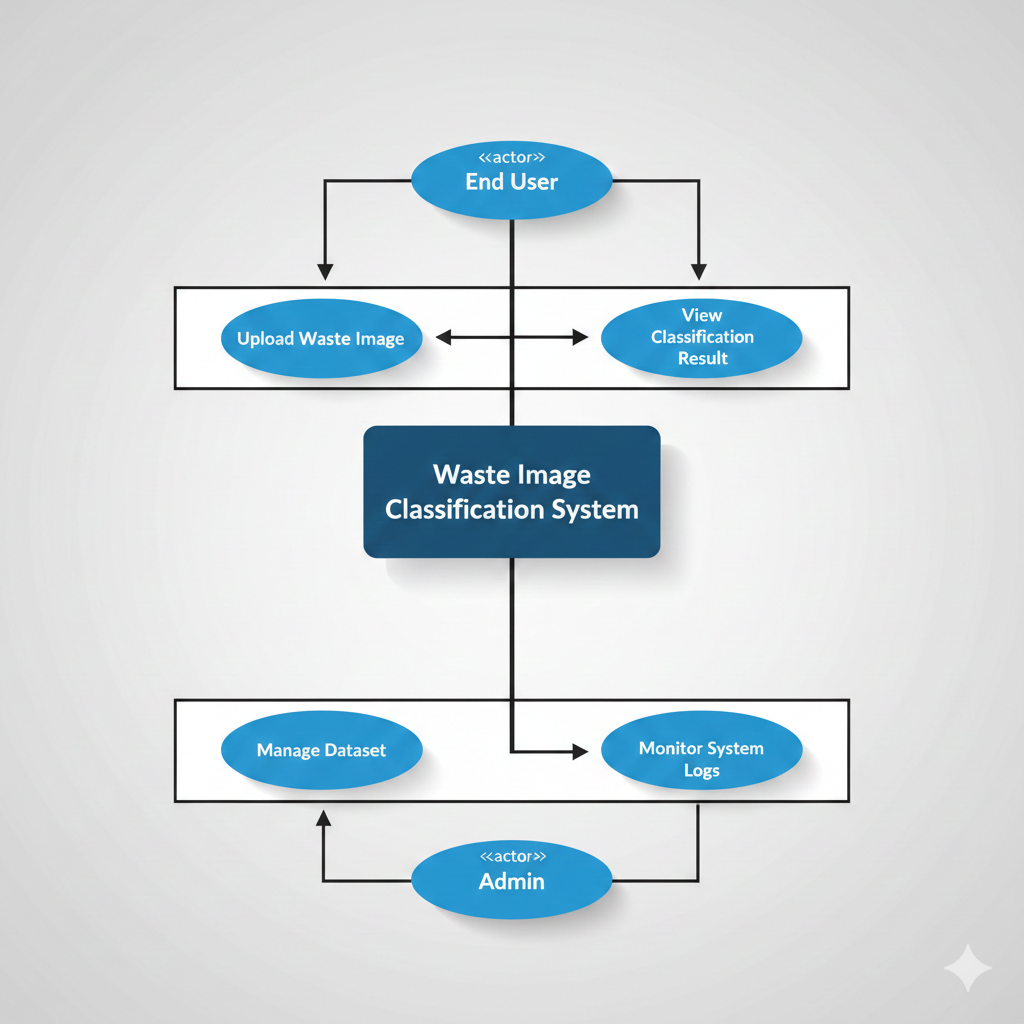 <<actor>>
End User
Upload Waste Image
View
Classification
Result
Waste Image
Classification System
Manage Dataset
Monitor System
Logs
<<actor>>
Admin